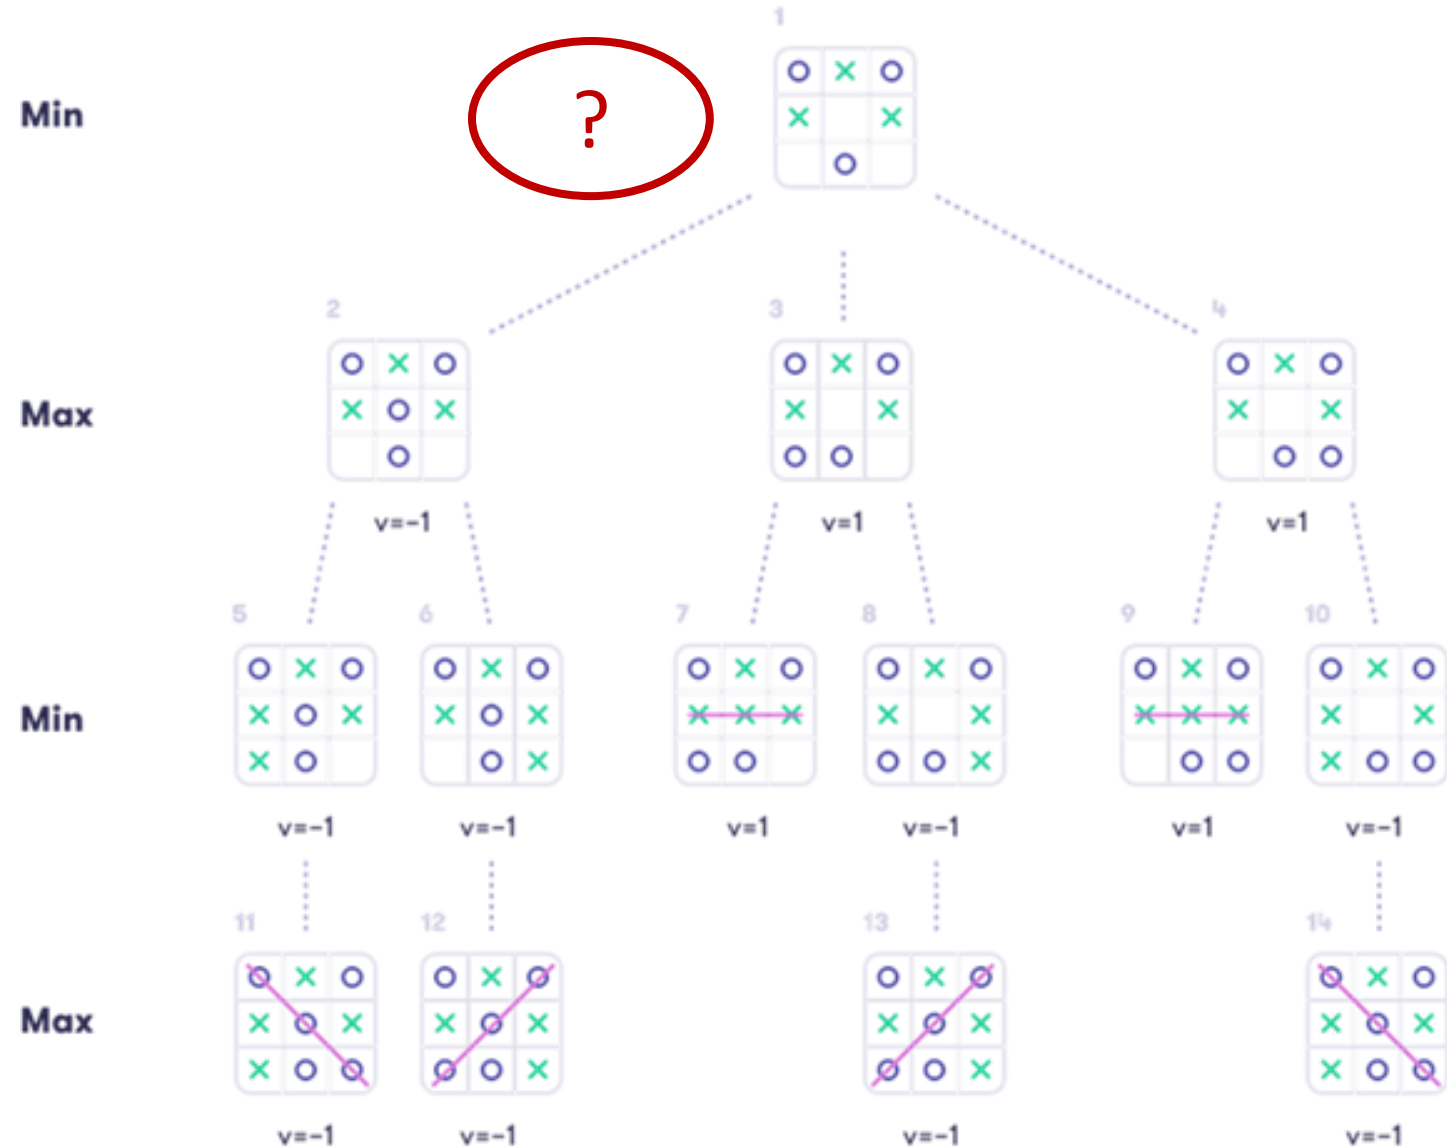 1
O X O
Min ? X X
O
2 3 4
O X O O X O O X O
Max X O X X X X X
O O O O O
v=-1 v=1 v=1
5 6 7 8 9 10
O X O O X O O X O O X O O X O O X O
Min X O X X O X X X X X X X X X X X
X O O X O O O O X O O X O O
v=-1 v=-1 v=1 v=-1 v=1 v=-1
11 12 13 14
O X O O X O O X O O X O
Max X O X X O X X O X X O X
X O O O O X O O X X O O
v=-1 v=-1 v=-1 v=-1